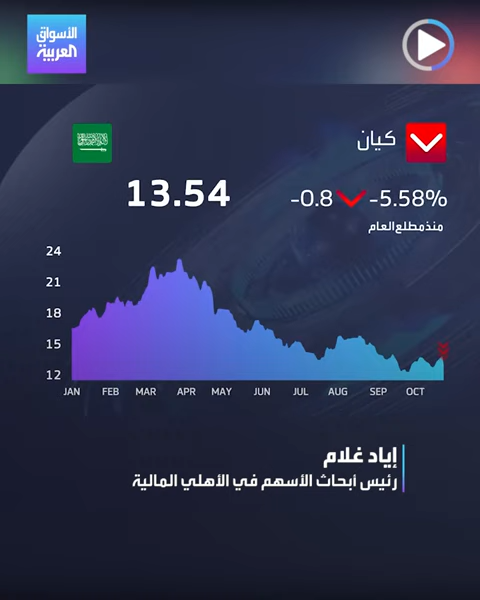 الأسواق
العربية
كيان
13.54
-0.8 -5.58%
منذ مطلع العام
24
21
18
15
12
JAN FEB MAR APR MAY JUN JUL AUG SEP OCT
إياد غلام
رئيس أبحاث الأسهم في الأهلي المالية